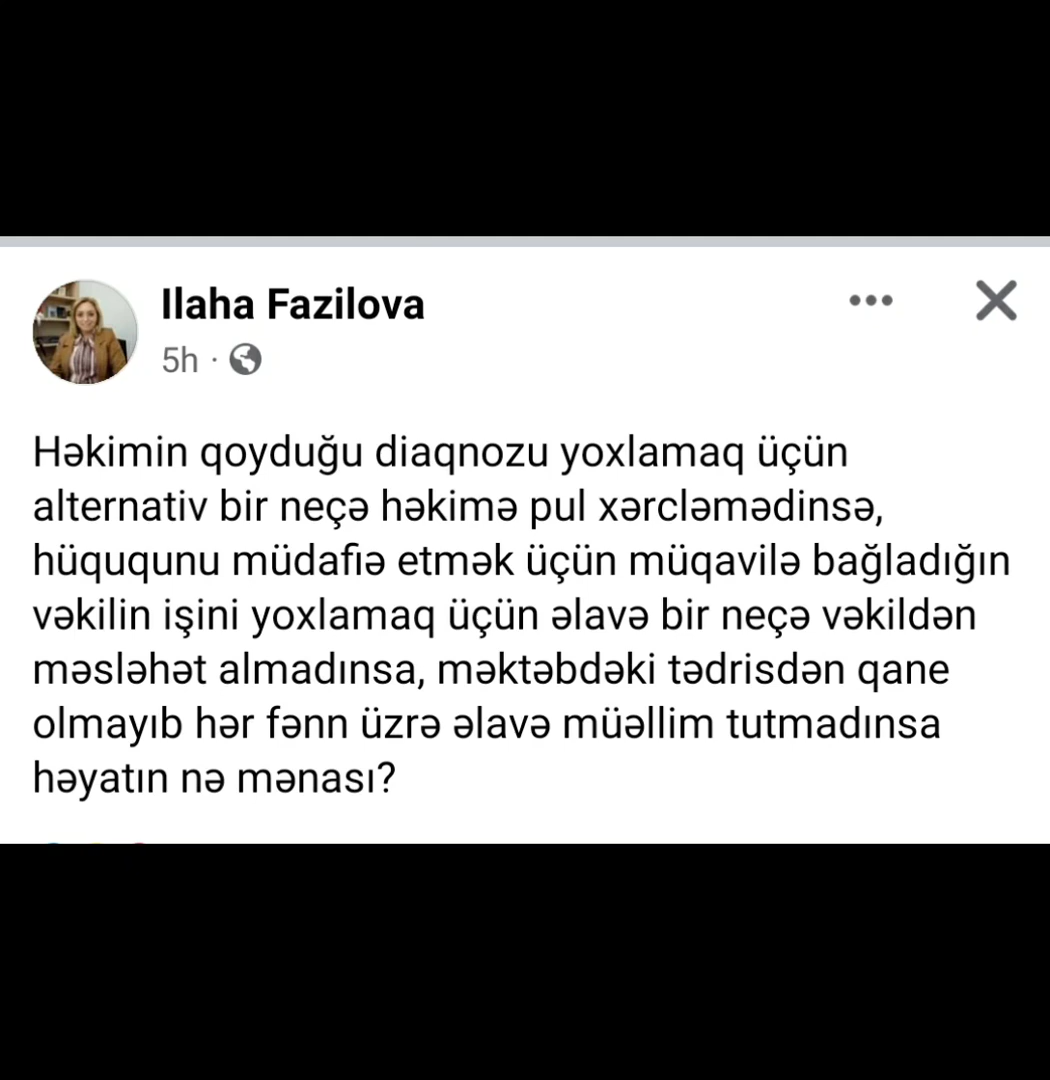 Ilaha Fazilova
5h ·
Həkimin qoyduğu diaqnozu yoxlamaq üçün
alternativ bir neçə həkimə pul xərcləmədinsə,
hüququnu müdafiə etmək üçün müqavilə bağladığın
vəkilin işini yoxlamaq üçün əlavə bir neçə vəkildən
məsləhət almadınsa, məktəbdəki tədrisdən qane
olmayıb hər fənn üzrə əlavə müəllim tutmadınsa
həyatın nə mənası?